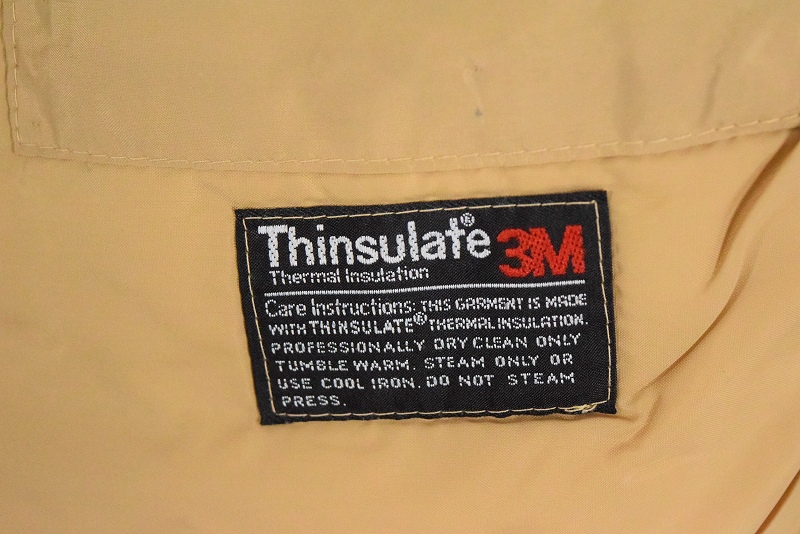 Thinsulate® 3M
Thermal Insulation
Care Instructions: THIS GARMENT IS MADE
WITH THINSULATE® THERMAL INSULATION.
PROFESSIONALLY DRY CLEAN ONLY
TUMBLE WARM. STEAM ONLY OR
USE COOL IRON. DO NOT STEAM
PRESS.